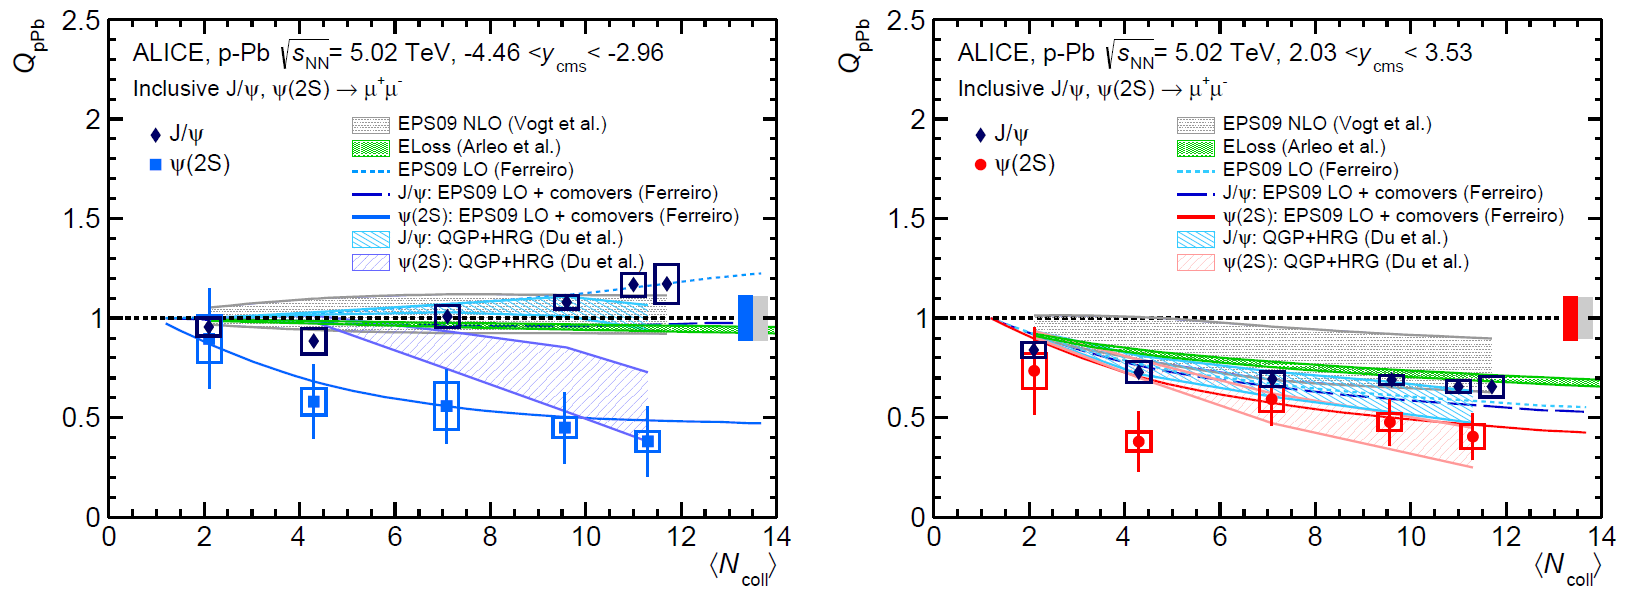 2.5
2
1.5
1
0.5
0
Q_pPb
ALICE, p-Pb √s_NN= 5.02 TeV, -4.46 <y_cms< -2.96
Inclusive J/ψ, ψ(2S) → μ⁺μ⁻
J/ψ
ψ(2S)
EPS09 NLO (Vogt et al.)
ELoss (Arleo et al.)
EPS09 LO (Ferreiro)
J/ψ: EPS09 LO + comovers (Ferreiro)
ψ(2S): EPS09 LO + comovers (Ferreiro)
J/ψ: QGP+HRG (Du et al.)
ψ(2S): QGP+HRG (Du et al.)
0 2 4 6 8 10 12 14
⟨N_coll⟩
2.5
2
1.5
1
0.5
0
Q_pPb
ALICE, p-Pb √s_NN= 5.02 TeV, 2.03 <y_cms< 3.53
Inclusive J/ψ, ψ(2S) → μ⁺μ⁻
J/ψ
ψ(2S)
EPS09 NLO (Vogt et al.)
ELoss (Arleo et al.)
EPS09 LO (Ferreiro)
J/ψ: EPS09 LO + comovers (Ferreiro)
ψ(2S): EPS09 LO + comovers (Ferreiro)
J/ψ: QGP+HRG (Du et al.)
ψ(2S): QGP+HRG (Du et al.)
0 2 4 6 8 10 12 14
⟨N_coll⟩